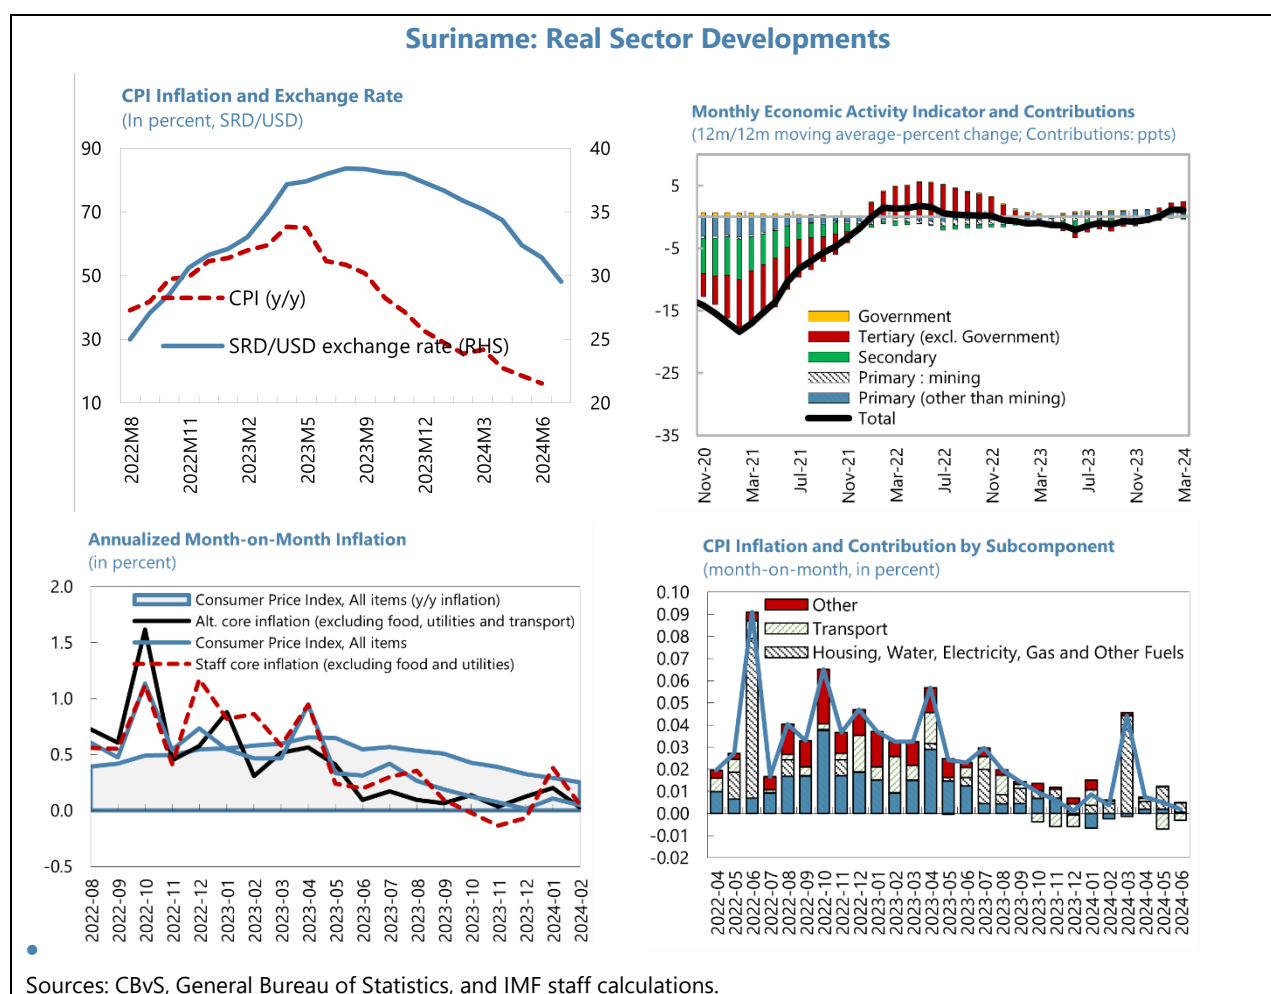 Suriname: Real Sector Developments
CPI Inflation and Exchange Rate
(In percent, SRD/USD)
90
70
50
30
10
40
35
30
25
20
CPI (y/y)
SRD/USD exchange rate (RHS)
2022M8
2022M11
2023M2
2023M5
2023M9
2023M12
2024M3
2024M6
Monthly Economic Activity Indicator and Contributions
(12m/12m moving average-percent change; Contributions: ppts)
5
-5
-15
-25
-35
Government
Tertiary (excl. Government)
Secondary
Primary : mining
Primary (other than mining)
Total
Nov-20
Mar-21
Jul-21
Nov-21
Mar-22
Jul-22
Nov-22
Mar-23
Jul-23
Nov-23
Mar-24
Annualized Month-on-Month Inflation
(in percent)
2.0
1.5
1.0
0.5
0.0
-0.5
Consumer Price Index, All items (y/y inflation)
Alt. core inflation (excluding food, utilities and transport)
Consumer Price Index, All items
Staff core inflation (excluding food and utilities)
2022-08
2022-09
2022-10
2022-11
2022-12
2023-01
2023-02
2023-03
2023-04
2023-05
2023-06
2023-07
2023-08
2023-09
2023-10
2023-11
2023-12
2024-01
2024-02
CPI Inflation and Contribution by Subcomponent
(month-on-month, in percent)
0.10
0.09
0.08
0.07
0.06
0.05
0.04
0.03
0.02
0.01
0.00
-0.01
-0.02
Other
Transport
Housing, Water, Electricity, Gas and Other Fuels
2022-04
2022-05
2022-06
2022-07
2022-08
2022-09
2022-10
2022-11
2022-12
2023-01
2023-02
2023-03
2023-04
2023-05
2023-06
2023-07
2023-08
2023-09
2023-10
2023-11
2023-12
2024-01
2024-02
2024-03
2024-04
2024-05
2024-06
Sources: CBvS, General Bureau of Statistics, and IMF staff calculations.